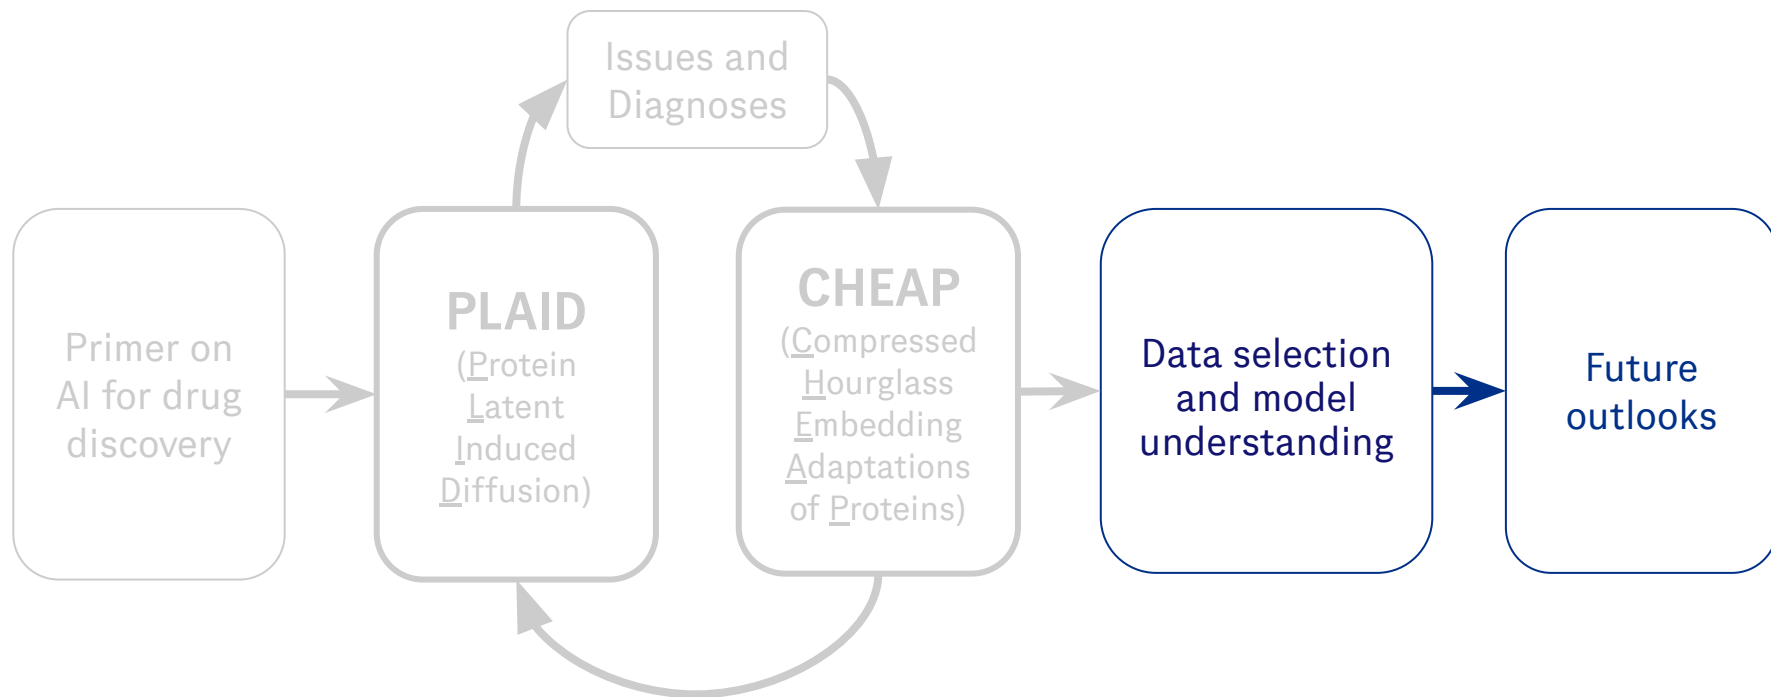 Issues and
Diagnoses
Primer on
AI for drug
discovery
PLAID
(Protein
Latent
Induced
Diffusion)
CHEAP
(Compressed
Hourglass
Embedding
Adaptations
of Proteins)
Data selection
and model
understanding
Future
outlooks